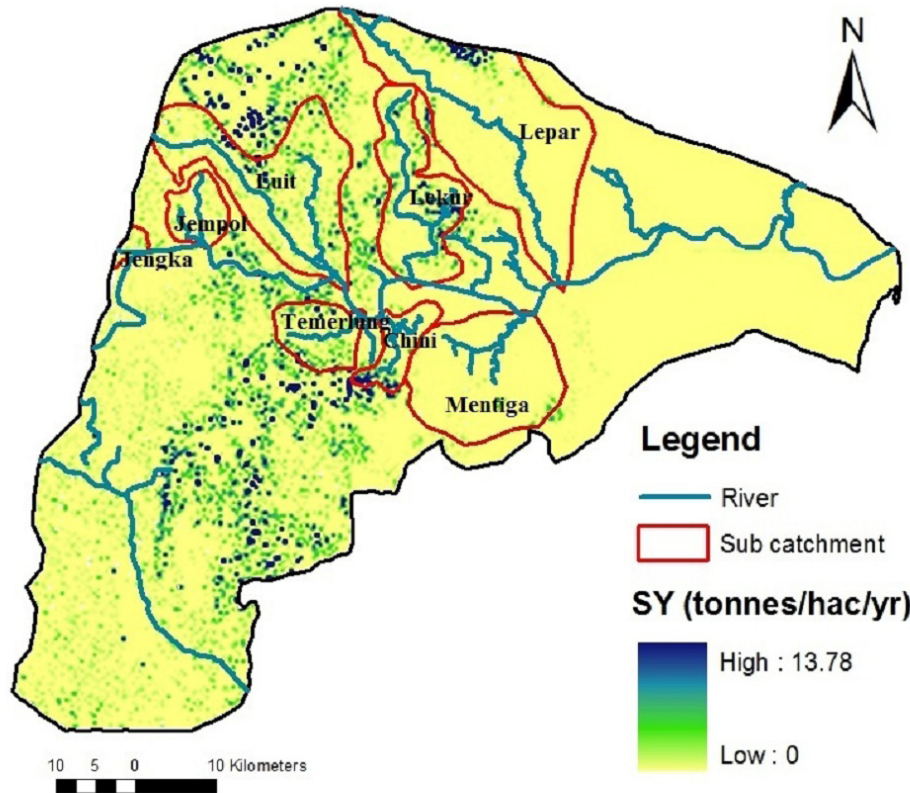 N
Lepar
Luit
Lekur
Jempol
Jengka
Temerlung
Chini
Mentiga
Legend
River
Sub catchment
SY (tonnes/hac/yr)
High : 13.78
Low : 0
10 5 0 10 Kilometers